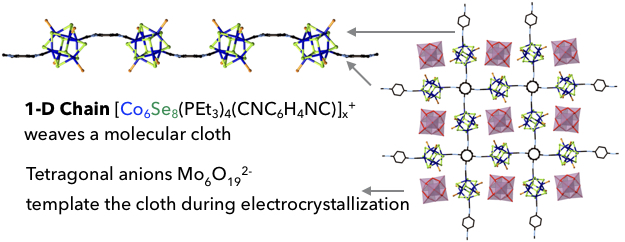 1-D Chain [Co₆Se₈(PEt₃)₄(CNC₆H₄NC)]ₓ⁺
weaves a molecular cloth
Tetragonal anions Mo₆O₁₉²⁻
template the cloth during electrocrystallization